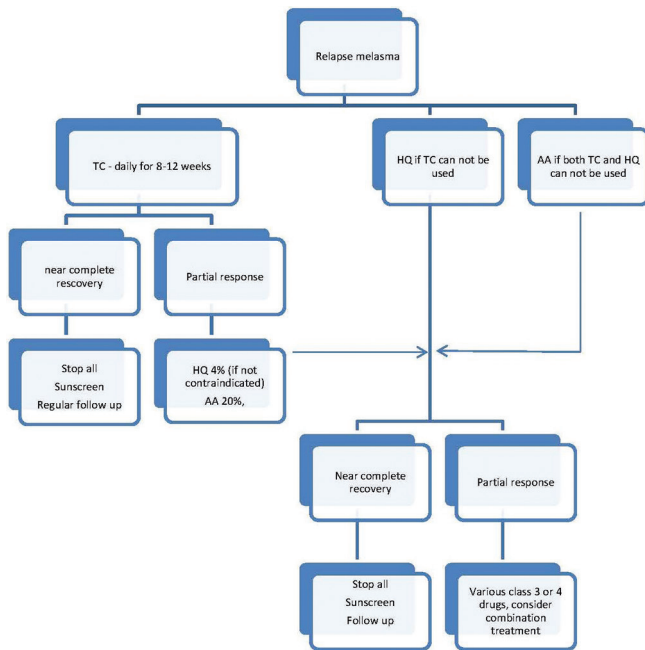 Relapse melasma
TC - daily for 8-12 weeks
HQ if TC can not be
used
AA if both TC and HQ
can not be used
near complete
rescovery
Partial response
Stop all
Sunscreen
Regular follow up
HQ 4% (if not
contraindicated)
AA 20%,
Near complete
recovery
Partial response
Stop all
Sunscreen
Follow up
Various class 3 or 4
drugs, consider
combination
treatment